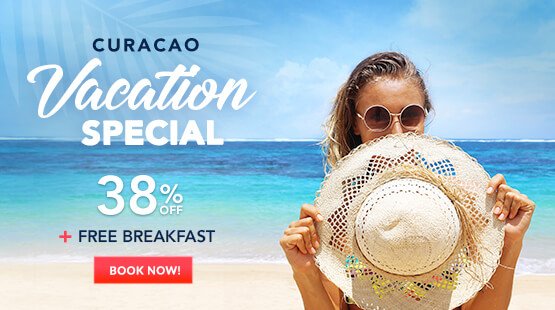 CURACAO
Vacation
SPECIAL
38% OFF
+ FREE BREAKFAST
BOOK NOW!